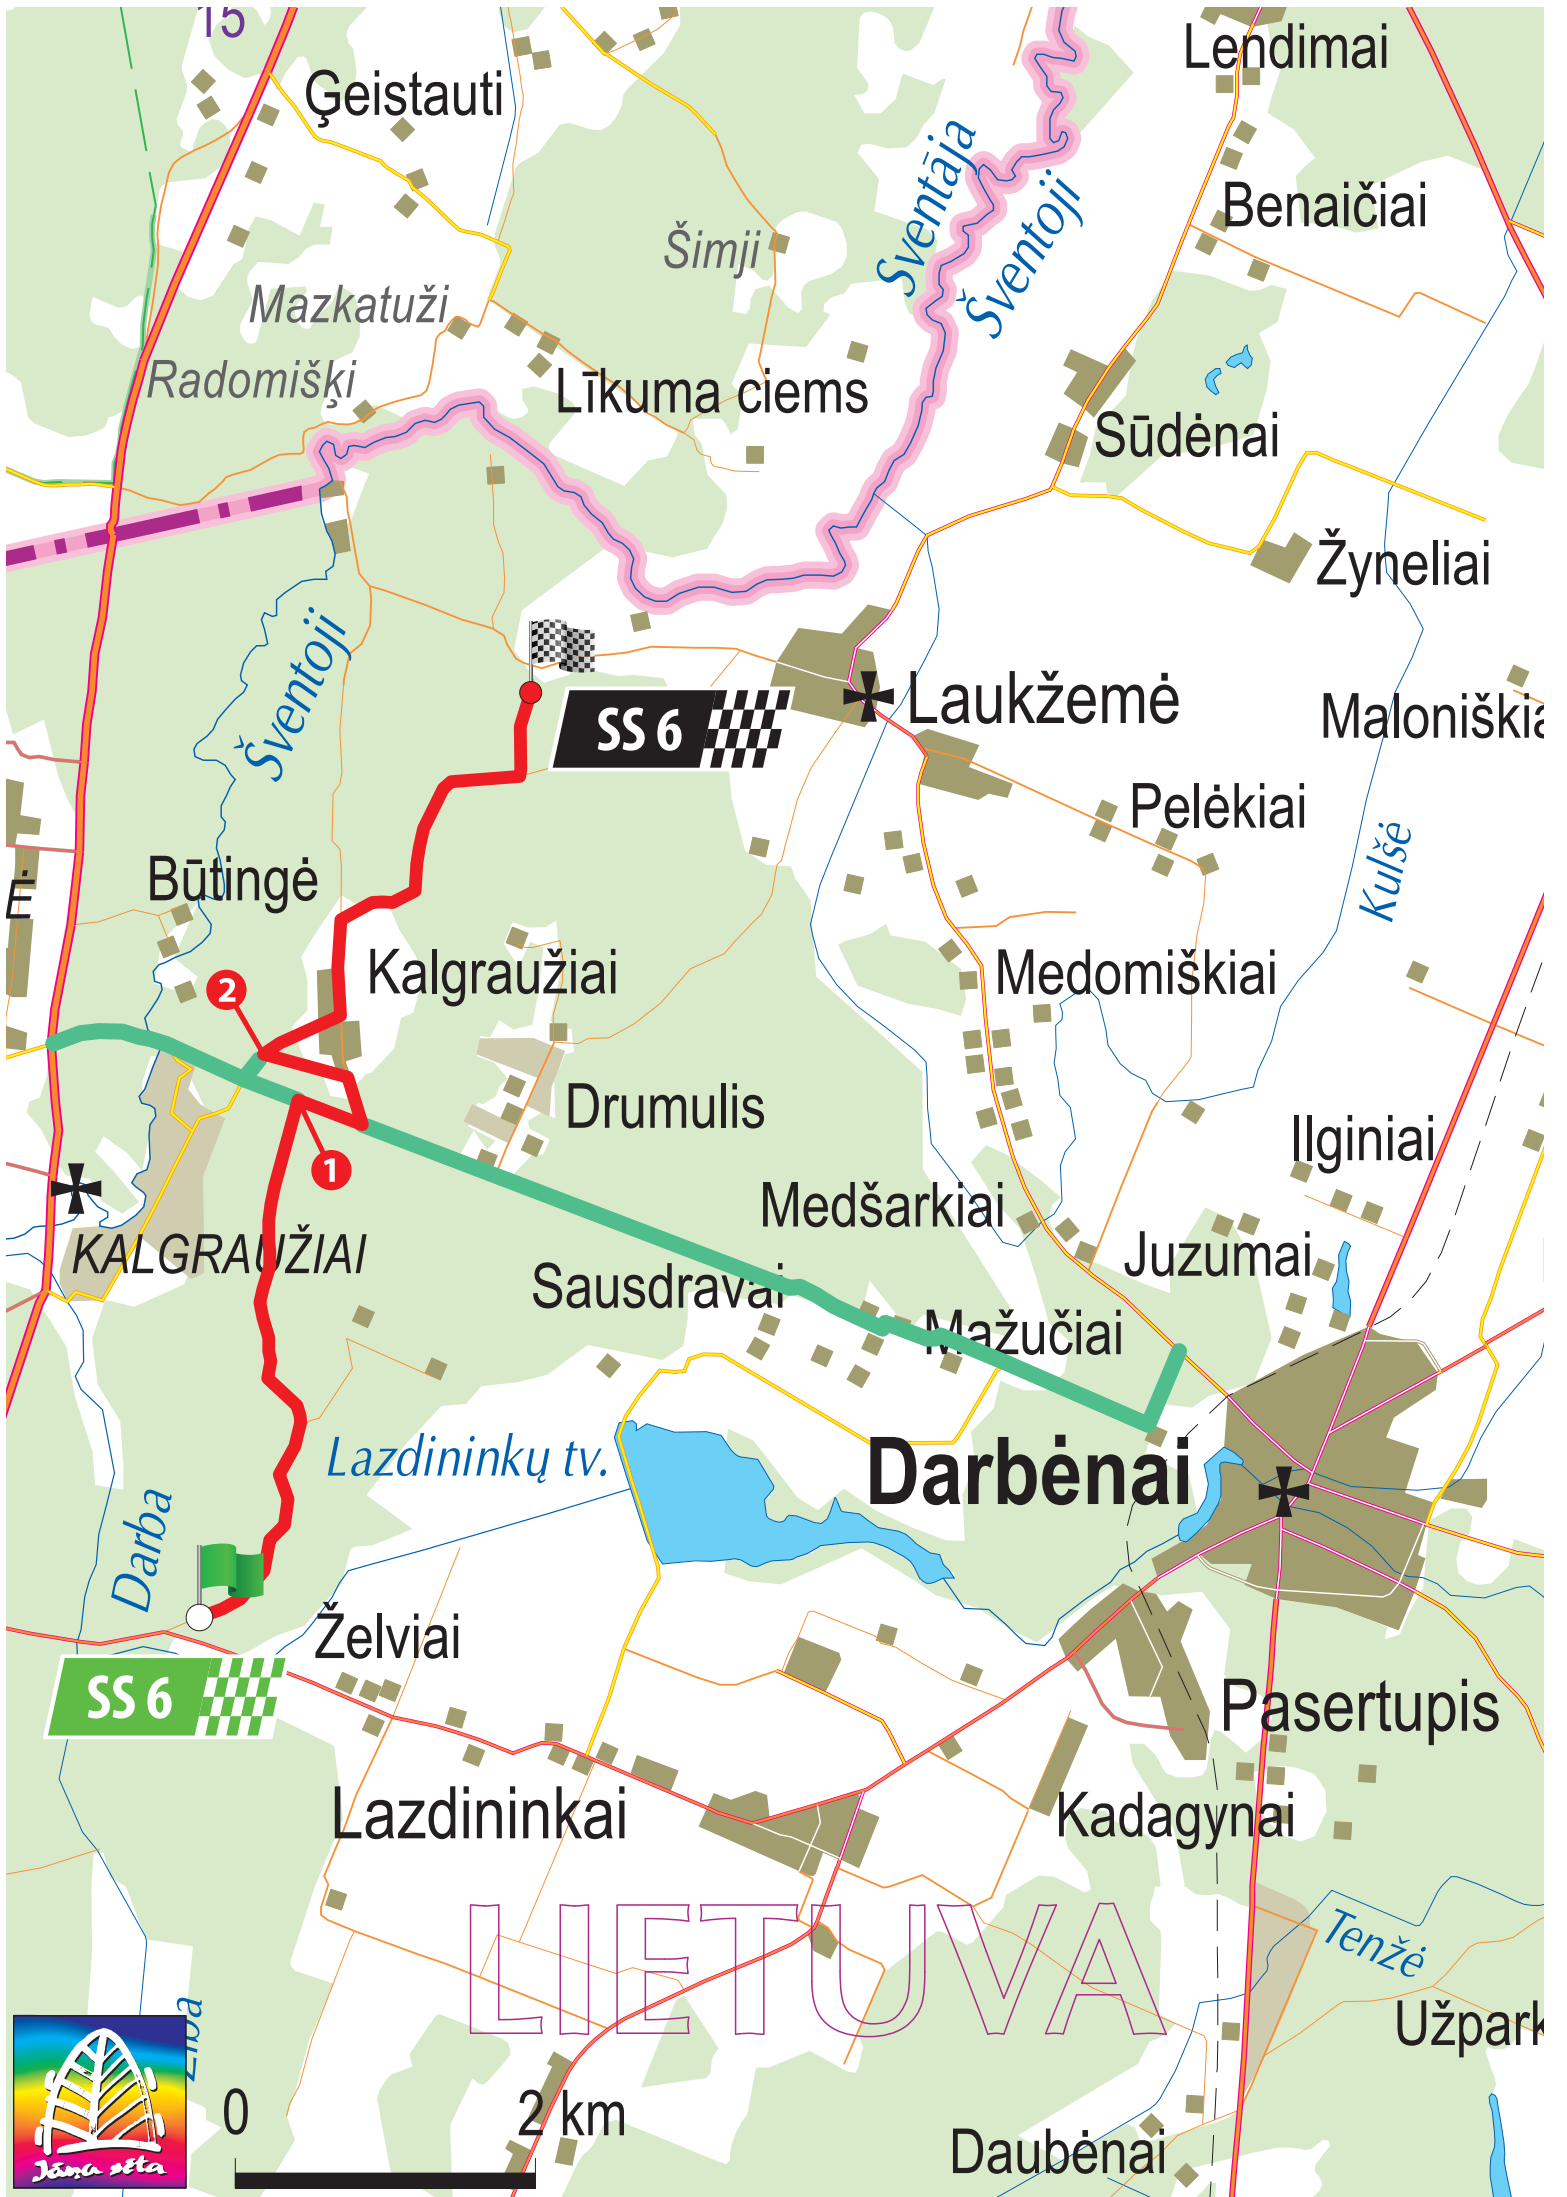 15
Lendimai
Ģeistauti
Sventāja
Šventoji
Benaičiai
Šimji
Mazkatuži
Radomišķi
Līkuma ciems
Sūdėnai
Žyneliai
Šventoji
SS 6
Laukžemė
Maloniškia
Pelėkiai
Būtingė
Ė
Kulšė
Kalgraužiai
Medomiškiai
2
Drumulis
Ilginiai
1
Medšarkiai
KALGRAUŽIAI
Juzumai
Sausdravai
Mažučiai
Lazdininkų tv.
Darbėnai
Darba
Želviai
SS 6
Pasertupis
Lazdininkai
Kadagynai
LIETUVA
Tenžė
Užpark
0
2 km
Daubėnai
Jāņa sēta